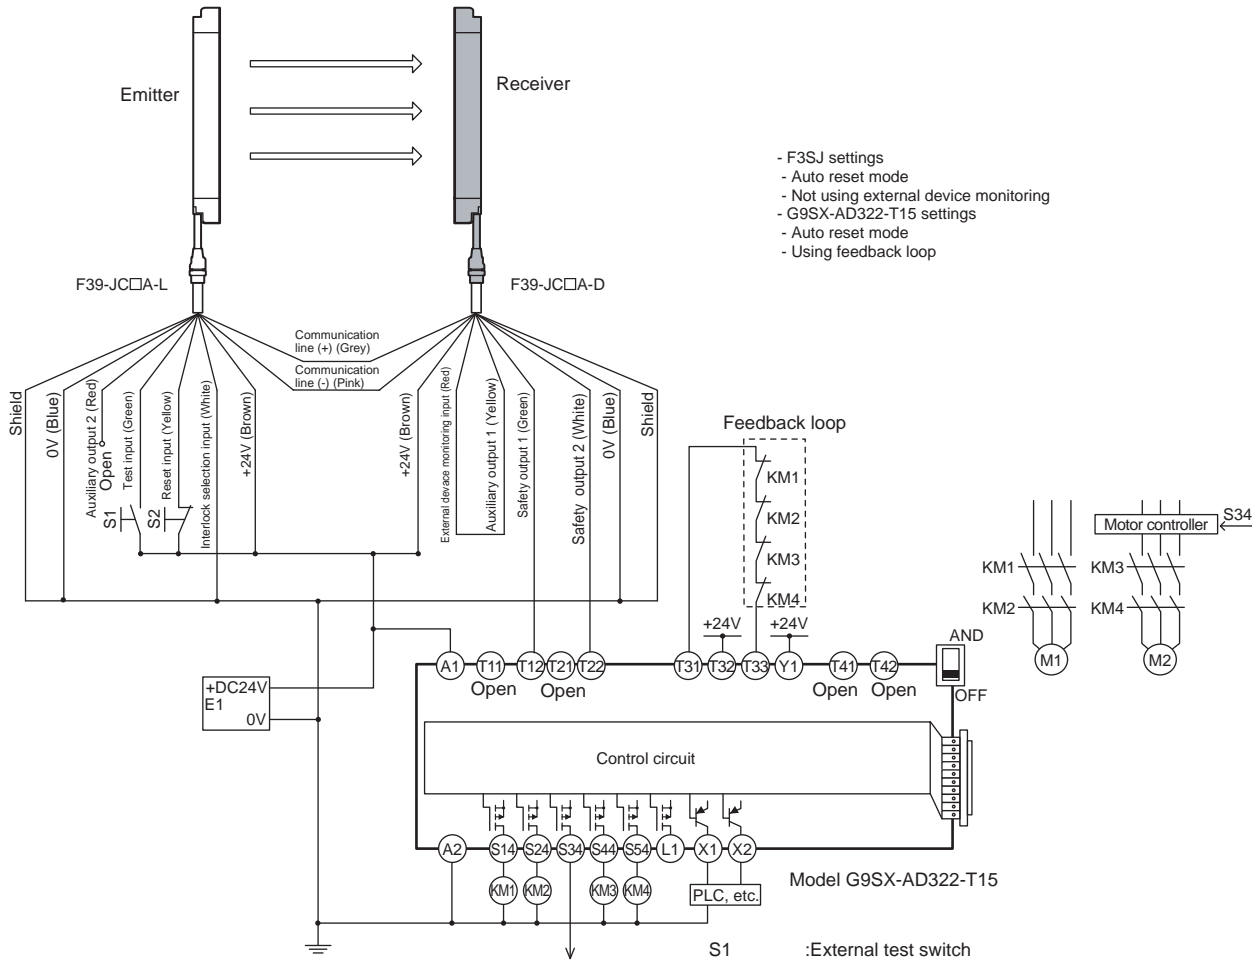 Emitter
Receiver
- F3SJ settings
- Auto reset mode
- Not using external device monitoring
- G9SX-AD322-T15 settings
- Auto reset mode
- Using feedback loop
F39-JC□A-L
F39-JC□A-D
Communication
line (+) (Grey)
Communication
line (-) (Pink)
Shield
0V (Blue)
Auxiliary output 2 (Red)
Open
Test input (Green)
S1
Reset input (Yellow)
S2
Interlock selection input (White)
+24V (Brown)
+24V (Brown)
External devace monitoring input (Red)
Auxiliary output 1 (Yellow)
Safety output 1 (Green)
Safety output 2 (White)
0V (Blue)
Shield
Feedback loop
KM1
KM2
KM3
KM4
Motor controller
S34
KM1
KM3
KM2
KM4
M1
M2
+24V
+24V
AND
OFF
A1
T11
T12
T21
T22
T31
T32
T33
Y1
T41
T42
Open
Open
Open
Open
+DC24V
E1
0V
Control circuit
A2
S14
S24
S34
S44
S54
L1
X1
X2
KM1
KM2
KM3
KM4
PLC, etc.
Model G9SX-AD322-T15
S1 :External test switch